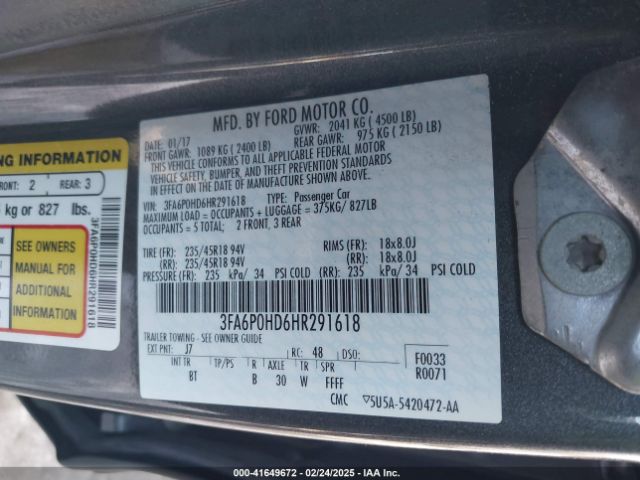 NG INFORMATION
FRONT: 2 REAR: 3
kg or 827 lbs.
SEE OWNERS
MANUAL FOR
ADDITIONAL
INFORMATION
3FA6P0HD6HR291618
MFD. BY FORD MOTOR CO.
DATE: 01/17 GVWR: 2041 KG ( 4500 LB)
FRONT GAWR: 1089 KG ( 2400 LB) REAR GAWR: 975 KG ( 2150 LB)
THIS VEHICLE CONFORMS TO ALL APPLICABLE FEDERAL MOTOR
VEHICLE SAFETY, BUMPER, AND THEFT PREVENTION STANDARDS
IN EFFECT ON THE DATE OF MANUFACTURE SHOWN ABOVE.
VIN: 3FA6P0HD6HR291618 TYPE: Passenger Car
MAXIMUM LOAD = OCCUPANTS + LUGGAGE = 375KG/ 827LB
OCCUPANTS = 5 TOTAL; 2 FRONT, 3 REAR
TIRE (FR): 235/45R18 94V RIMS (FR): 18x8.0J
(RR): 235/45R18 94V (RR): 18x8.0J
PRESSURE (FR): 235 kPa/ 34 PSI COLD (RR): 235 kPa/ 34 PSI COLD
3FA6P0HD6HR291618
TRAILER TOWING - SEE OWNER GUIDE
EXT PNT: J7 RC: 48 DSO: F0033
INT TR TP/PS R AXLE TR SPR R0071
BT B 30 W FFFF
CMC 5U5A-5420472-AA
000-41649672 - 02/24/2025 - IAA Inc.